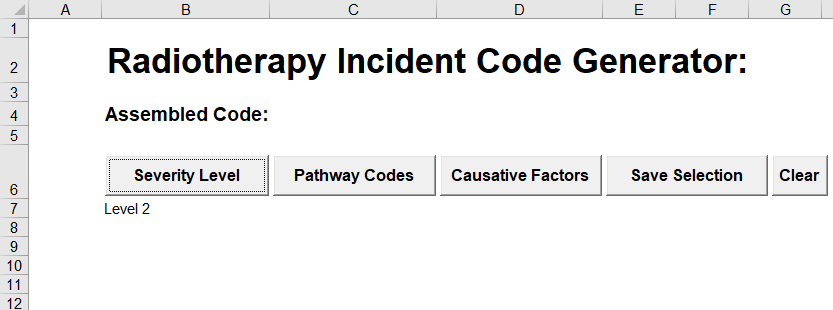 A B C D E F G
1
2 Radiotherapy Incident Code Generator:
3
4 Assembled Code:
5
6 Severity Level Pathway Codes Causative Factors Save Selection Clear
7 Level 2
8
9
10
11
12